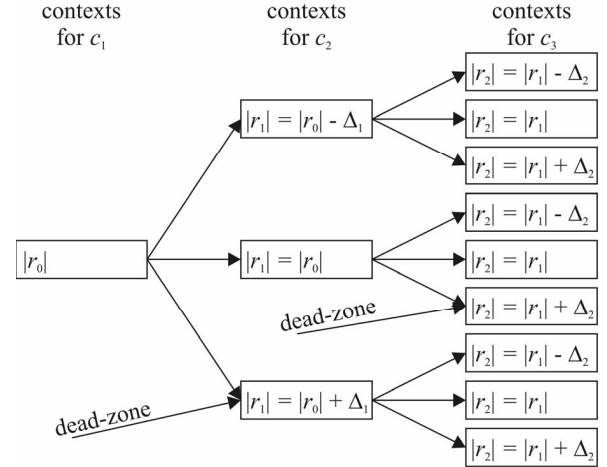 contexts
for c₁
contexts
for c₂
contexts
for c₃
|r₀|
|r₁| = |r₀| - Δ₁
|r₁| = |r₀|
|r₁| = |r₀| + Δ₁
|r₂| = |r₁| - Δ₂
|r₂| = |r₁|
|r₂| = |r₁| + Δ₂
|r₂| = |r₁| - Δ₂
|r₂| = |r₁|
|r₂| = |r₁| + Δ₂
|r₂| = |r₁| - Δ₂
|r₂| = |r₁|
|r₂| = |r₁| + Δ₂
dead-zone
dead-zone